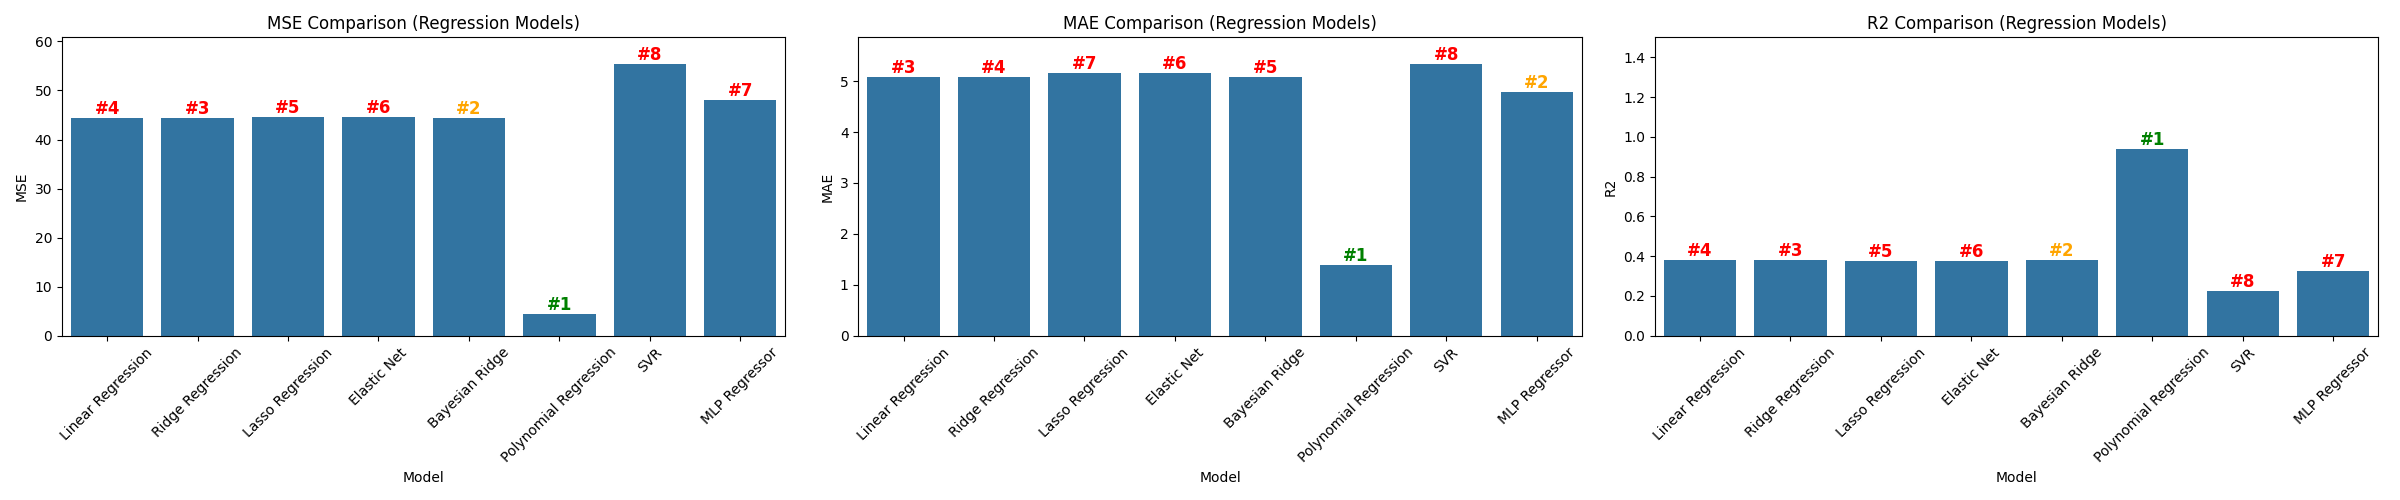 MSE Comparison (Regression Models)
60
50
40
30
20
10
0
MSE
#4
#3
#5
#6
#2
#1
#8
#7
Linear Regression
Ridge Regression
Lasso Regression
Elastic Net
Bayesian Ridge
Polynomial Regression
SVR
MLP Regressor
Model
MAE Comparison (Regression Models)
5
4
3
2
1
0
MAE
#3
#4
#7
#6
#5
#1
#8
#2
Linear Regression
Ridge Regression
Lasso Regression
Elastic Net
Bayesian Ridge
Polynomial Regression
SVR
MLP Regressor
Model
R2 Comparison (Regression Models)
1.4
1.2
1.0
0.8
0.6
0.4
0.2
0.0
R2
#4
#3
#5
#6
#2
#1
#8
#7
Linear Regression
Ridge Regression
Lasso Regression
Elastic Net
Bayesian Ridge
Polynomial Regression
SVR
MLP Regressor
Model